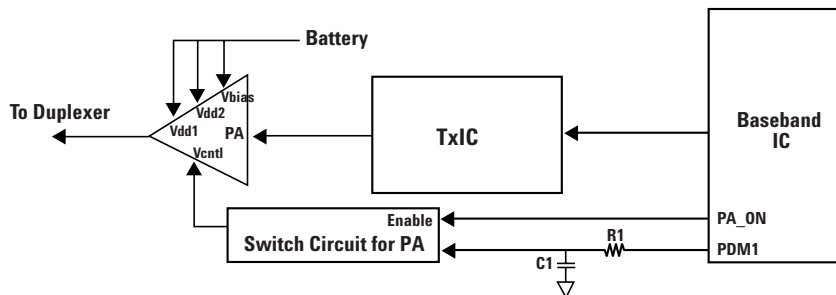 Battery
Vbias
Vdd2
Vdd1
To Duplexer
PA
Vcntl
TxIC
Baseband
IC
Enable
Switch Circuit for PA
PA_ON
R1
PDM1
C1